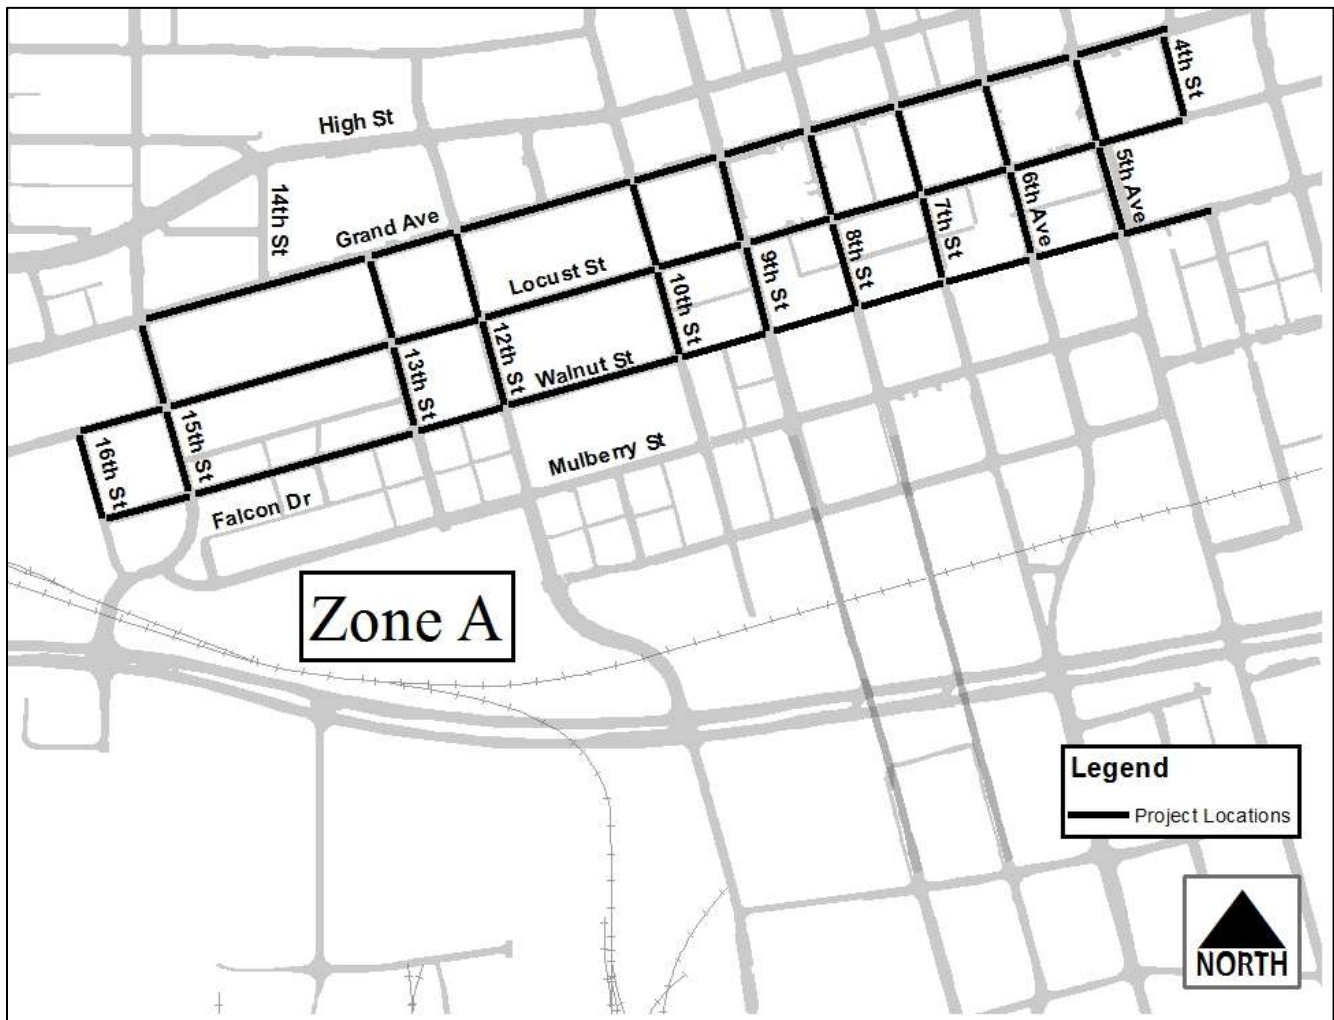 4th St
High St
5th Ave
6th Ave
14th St
7th St
Grand Ave
8th St
Locust St
9th St
10th St
12th St
Walnut St
13th St
15th St
16th St
Mulberry St
Falcon Dr
Zone A
Legend
Project Locations
NORTH